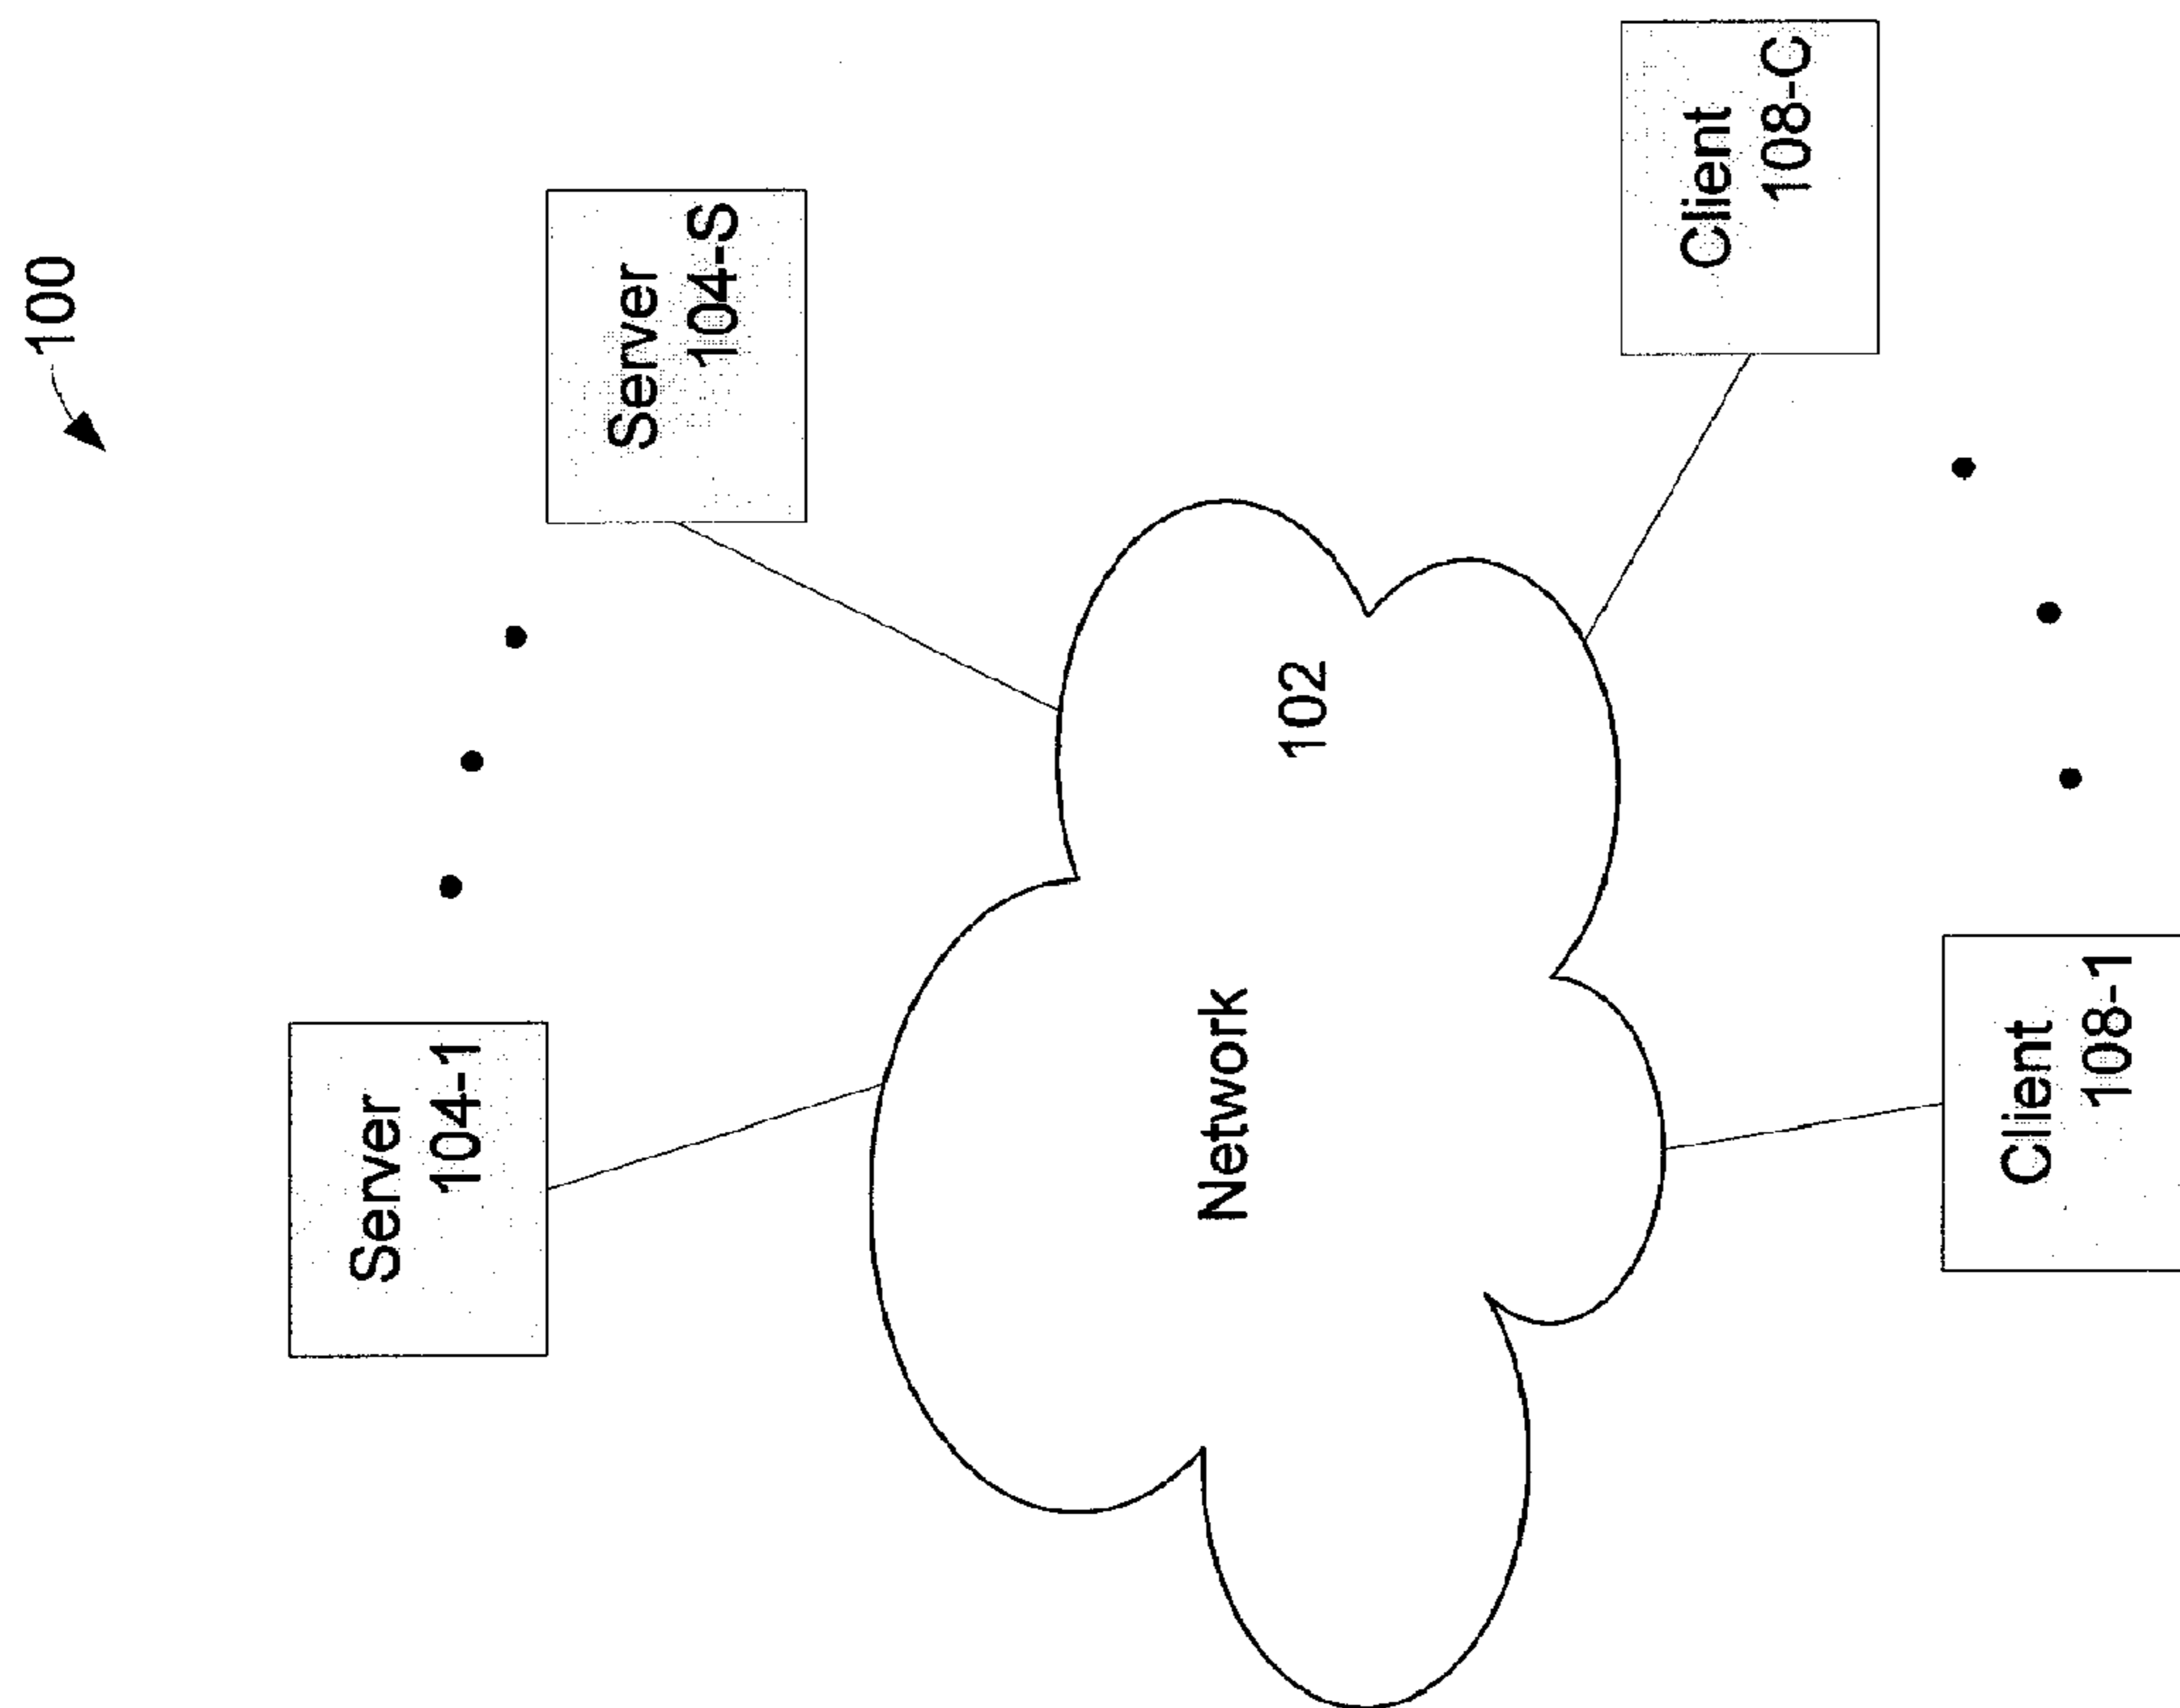 100
Server
104-1
Server
104-S
Network
102
Client
108-1
Client
108-C